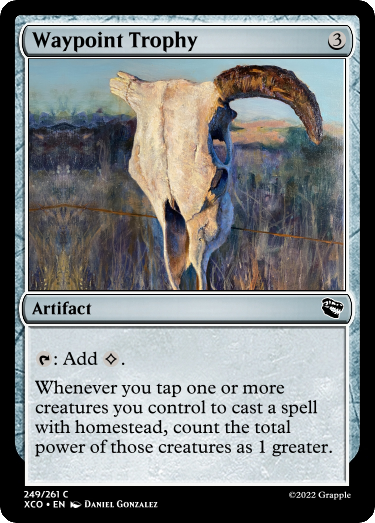 Waypoint Trophy 3
Artifact
: Add .
Whenever you tap one or more
creatures you control to cast a spell
with homestead, count the total
power of those creatures as 1 greater.
249/261 C
XCO • EN Daniel Gonzalez
©2022 Grapple